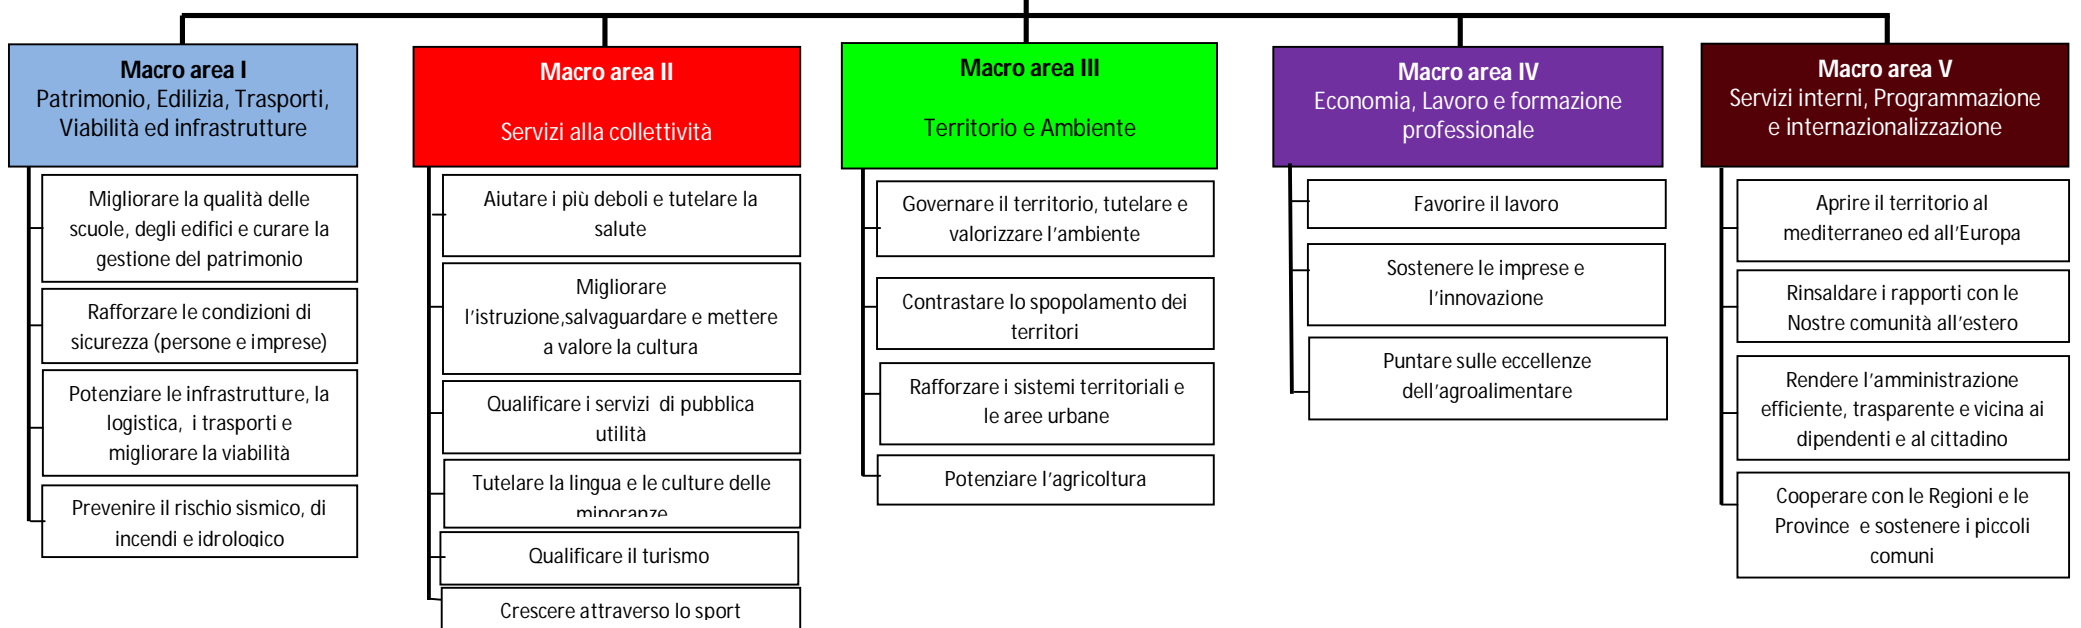 Macro area I
Patrimonio, Edilizia, Trasporti,
Viabilità ed infrastrutture
Migliorare la qualità delle
scuole, degli edifici e curare la
gestione del patrimonio
Rafforzare le condizioni di
sicurezza (persone e imprese)
Potenziare le infrastrutture, la
logistica, i trasporti e
migliorare la viabilità
Prevenire il rischio sismico, di
incendi e idrologico
Macro area II
Servizi alla collettività
Aiutare i più deboli e tutelare la
salute
Migliorare
l'istruzione,salvaguardare e mettere
a valore la cultura
Qualificare i servizi di pubblica
utilità
Tutelare la lingua e le culture delle
minoranze
Qualificare il turismo
Crescere attraverso lo sport
Macro area III
Territorio e Ambiente
Governare il territorio, tutelare e
valorizzare l'ambiente
Contrastare lo spopolamento dei
territori
Rafforzare i sistemi territoriali e
le aree urbane
Potenziare l'agricoltura
Macro area IV
Economia, Lavoro e formazione
professionale
Favorire il lavoro
Sostenere le imprese e
l'innovazione
Puntare sulle eccellenze
dell'agroalimentare
Macro area V
Servizi interni, Programmazione
e internazionalizzazione
Aprire il territorio al
mediterraneo ed all'Europa
Rinsaldare i rapporti con le
Nostre comunità all'estero
Rendere l'amministrazione
efficiente, trasparente e vicina ai
dipendenti e al cittadino
Cooperare con le Regioni e le
Province e sostenere i piccoli
comuni